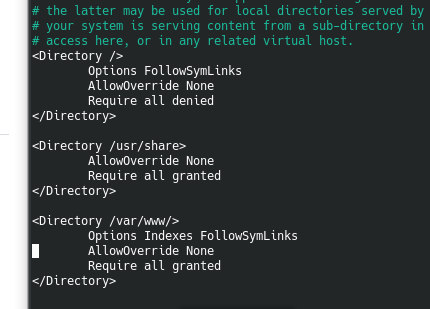 # the latter may be used for local directories served by
# your system is serving content from a sub-directory in
# access here, or in any related virtual host.
<Directory />
        Options FollowSymLinks
        AllowOverride None
        Require all denied
</Directory>

<Directory /usr/share>
        AllowOverride None
        Require all granted
</Directory>

<Directory /var/www/>
        Options Indexes FollowSymLinks
        AllowOverride None
        Require all granted
</Directory>